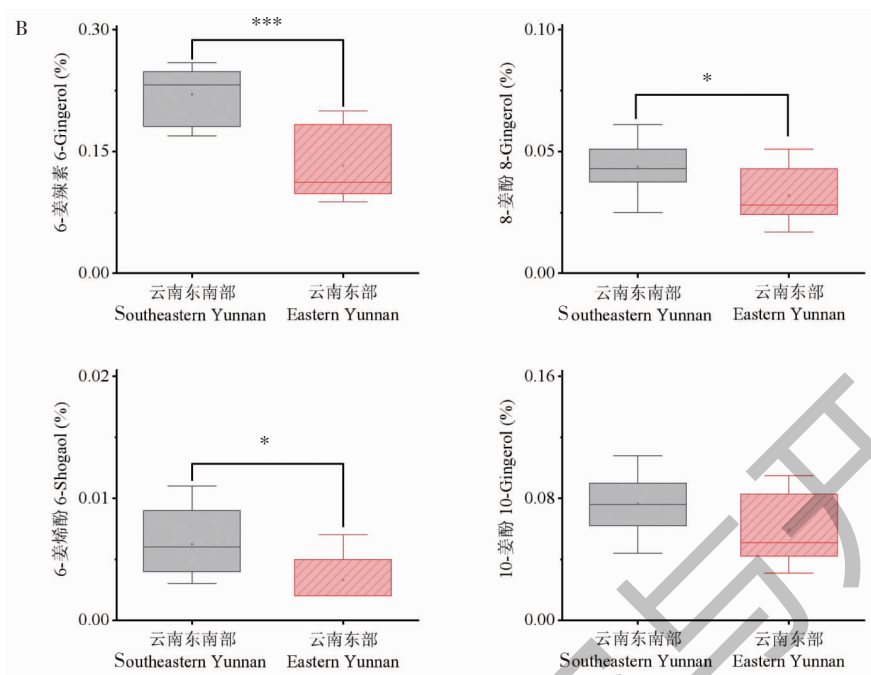 B
0.30
0.15
0.00
6-姜辣素 6-Gingerol (%)
***
云南东南部
云南东部
Southeastern Yunnan
Eastern Yunnan
0.10
0.05
0.00
8-姜酚 8-Gingerol (%)
*
云南东南部
云南东部
Southeastern Yunnan
Eastern Yunnan
0.02
0.01
0.00
6-姜烯酚 6-Shogaol (%)
*
云南东南部
云南东部
Southeastern Yunnan
Eastern Yunnan
0.16
0.08
0.00
10-姜酚 10-Gingerol (%)
云南东南部
云南东部
Southeastern Yunnan
Eastern Yunnan
与开